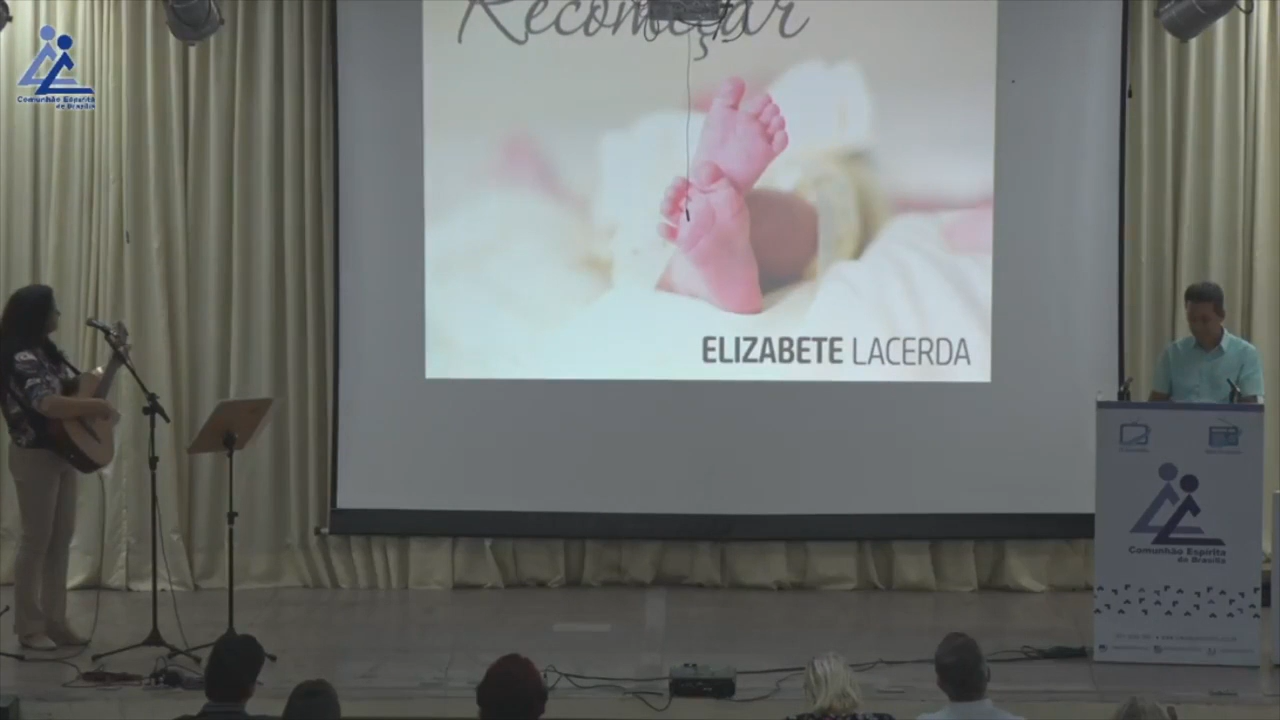 Recomeçar
Comunhão Espírita
de Brasília
ELIZABETE LACERDA
Comunhão Espírita
de Brasília